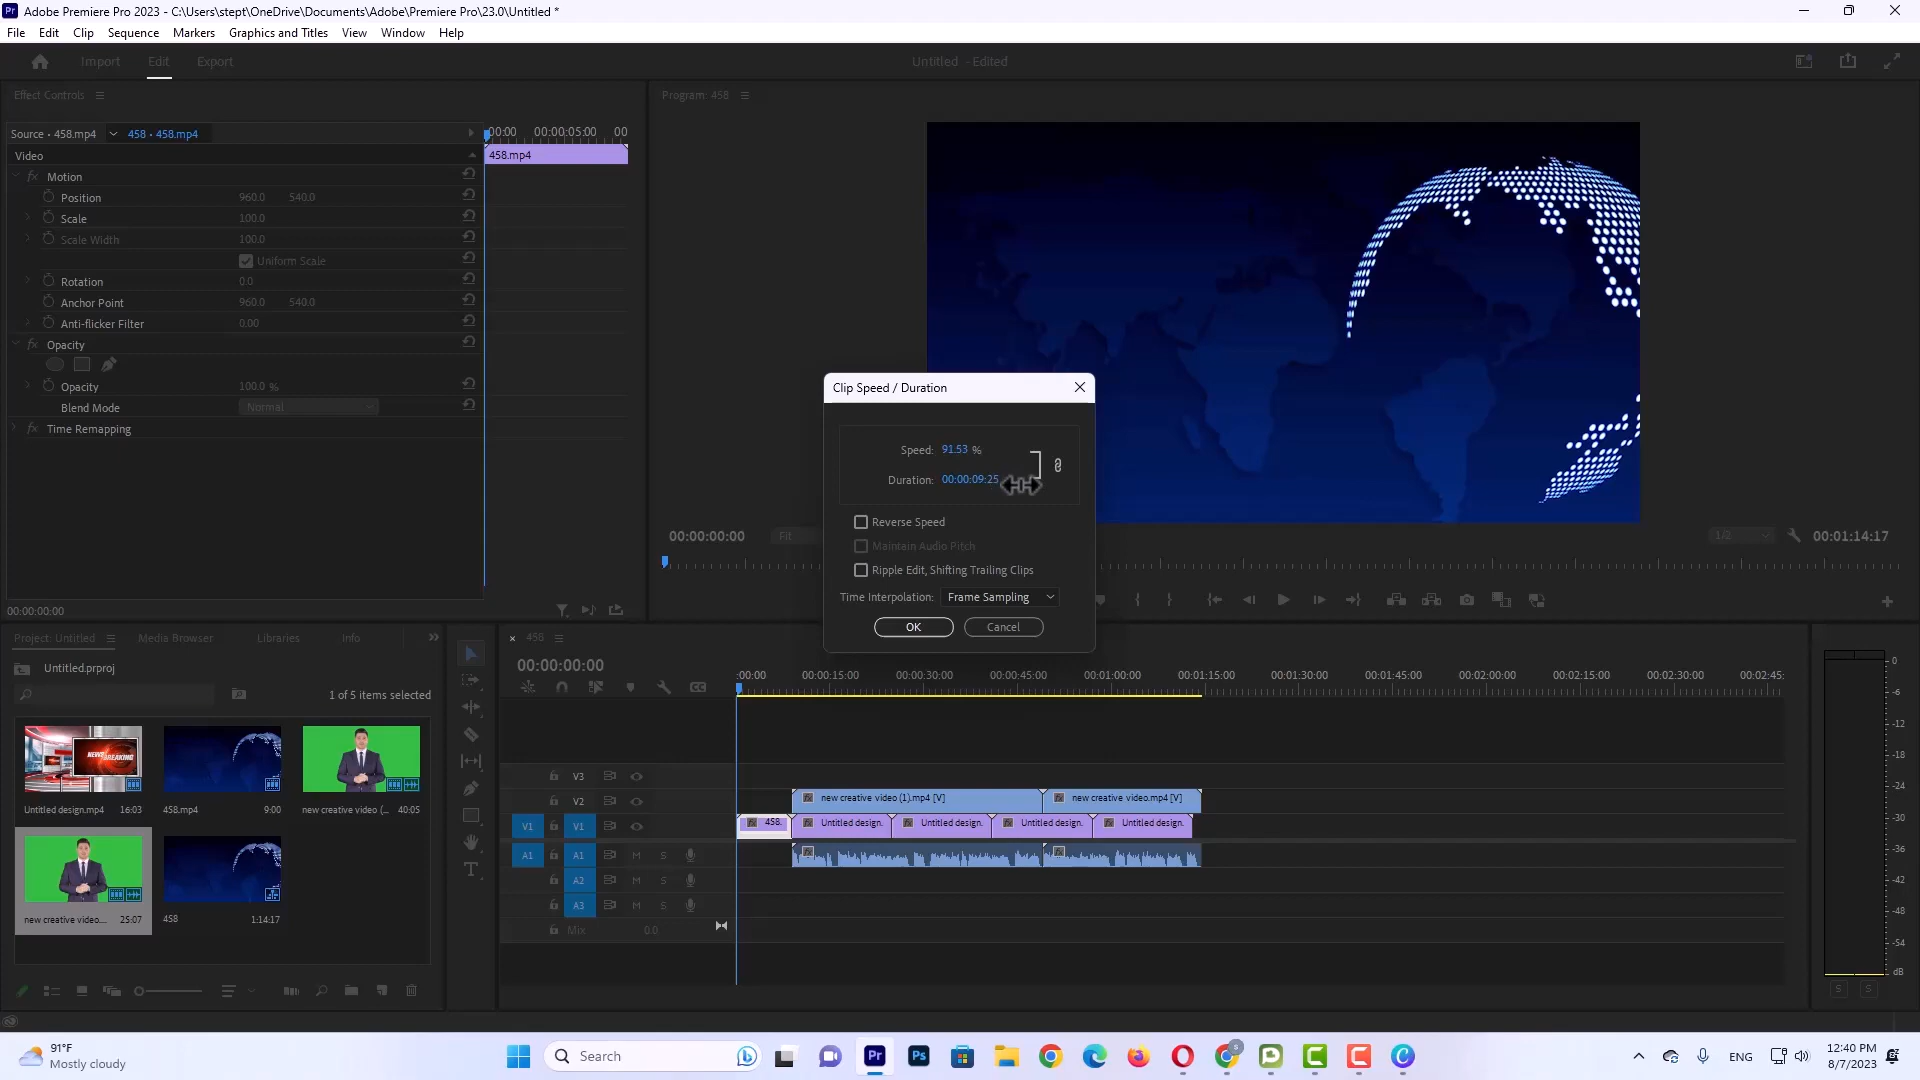 Adobe Premiere Pro 2023 - C:\Users\stept\OneDrive\Documents\Adobe\Premiere Pro\23.0\Untitled *
File Edit Clip Sequence Markers Graphics and Titles View Window Help
Import Edit Export
Untitled - Edited
Effect Controls
Program: 458
Source • 458.mp4
458 • 458.mp4
:00:00 00:00:05:00 00
458.mp4
Video
fx Motion
Position 960.0 540.0
Scale 100.0
Scale Width 100.0
Uniform Scale
Rotation 0.0
Anchor Point 960.0 540.0
Anti-flicker Filter 0.00
fx Opacity
Opacity 100.0 %
Blend Mode Normal
fx Time Remapping
00:00:00:00
Clip Speed / Duration
Speed: 91.53 %
Duration: 00:00:09:25
Reverse Speed
Maintain Audio Pitch
Ripple Edit, Shifting Trailing Clips
Time Interpolation: Frame Sampling
OK Cancel
00:00:00:00 Fit
1/2 00:01:14:17
Project: Untitled Media Browser Libraries Info
Untitled.prproj
1 of 5 items selected
NEWS BREAKING
Untitled design.mp4 16:03
458.mp4 9:00
new creative video (... 40:05
new creative video.... 25:07
458 1:14:17
458
00:00:00:00
:00:00 00:00:15:00 00:00:30:00 00:00:45:00 00:01:00:00 00:01:15:00 00:01:30:00 00:01:45:00 00:02:00:00 00:02:15:00 00:02:30:00 00:02:45:
V3
V2 new creative video (1).mp4 [V] new creative video.mp4 [V]
V1 V1 458. Untitled design. Untitled design. Untitled design. Untitled design.
A1 A1 M S
A2 M S
A3 M S
Mix 0.0
0
-6
-12
-18
-24
-30
-36
-42
-48
-54
dB
S S
91°F
Mostly cloudy
Search
ENG
12:40 PM
8/7/2023